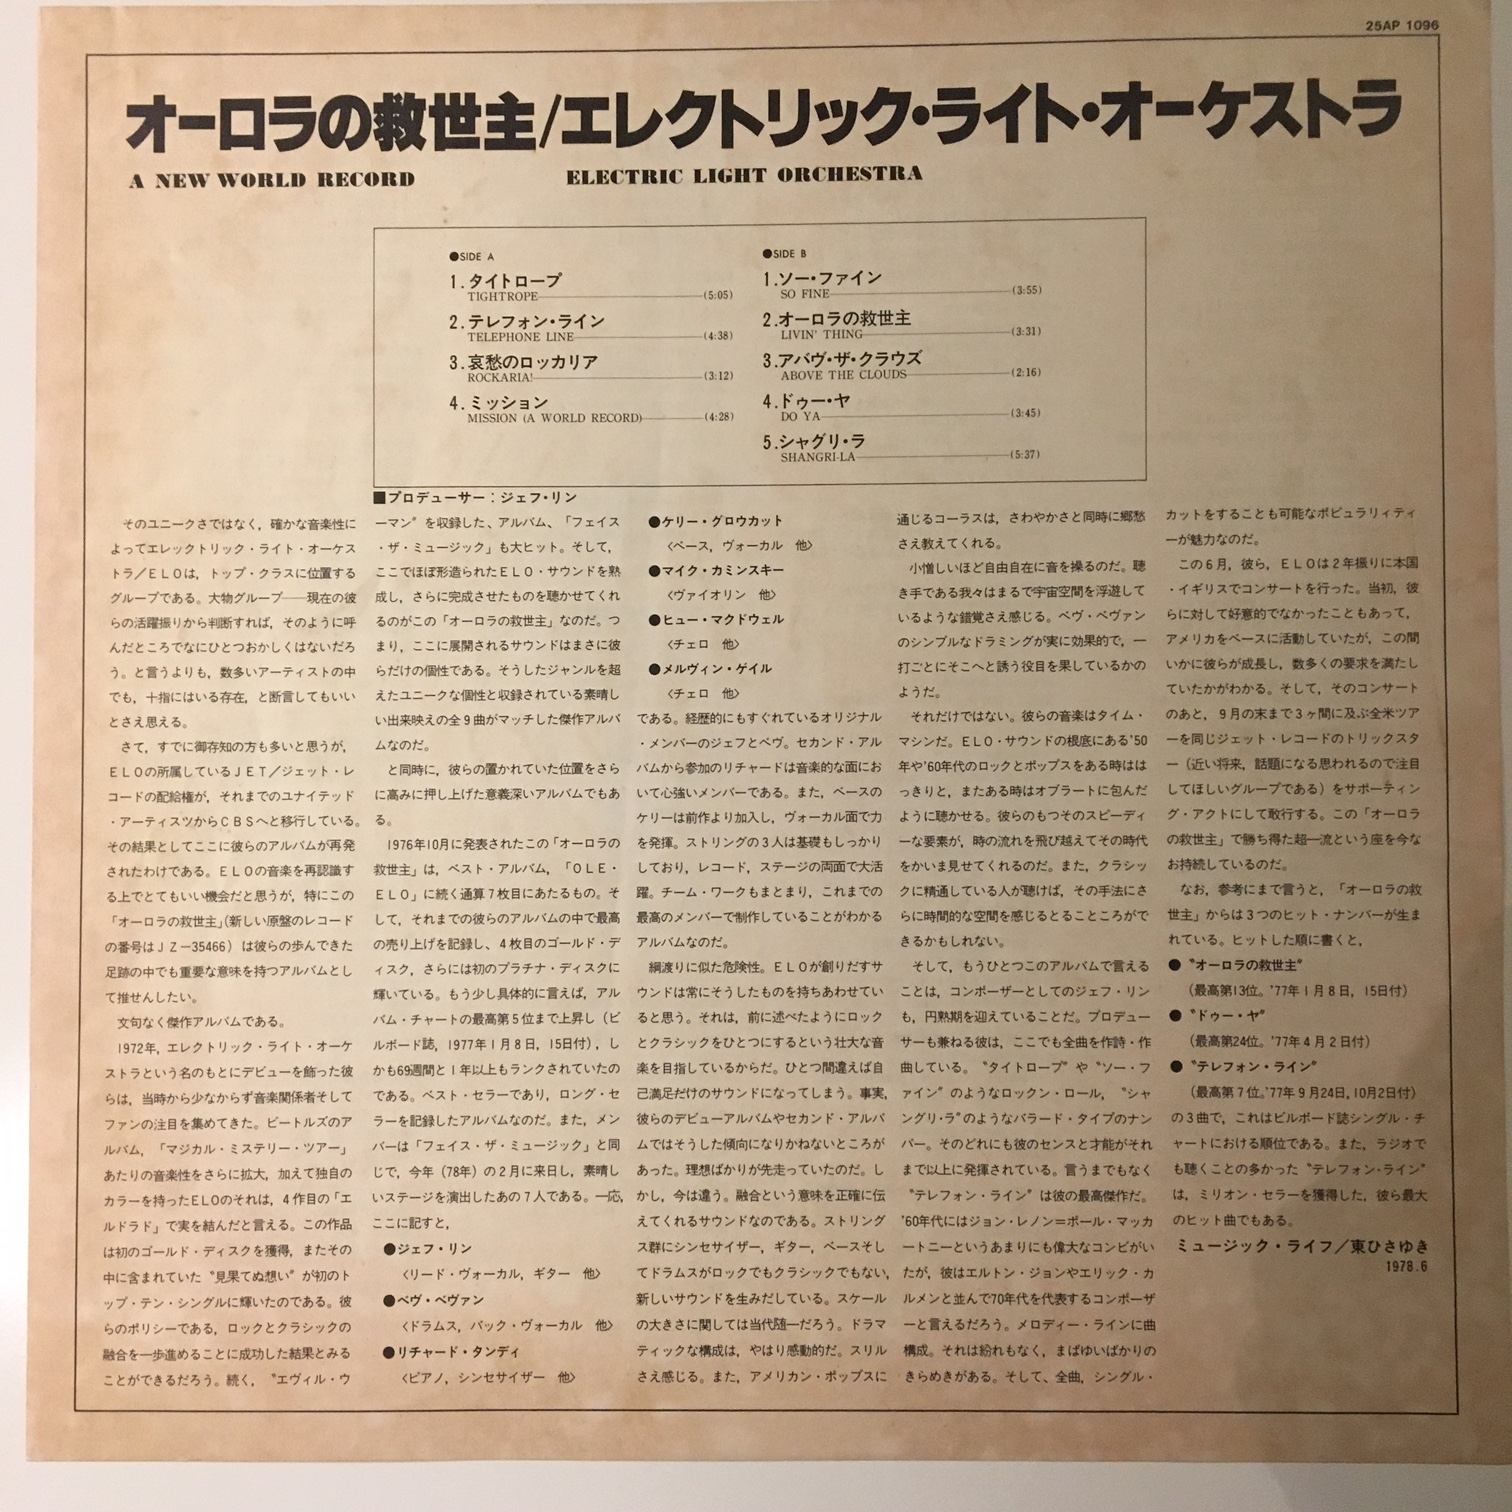 25AP 1096
オーロラの救世主/エレクトリック・ライト・オーケストラ
A NEW WORLD RECORD ELECTRIC LIGHT ORCHESTRA
●SIDE A
1.タイトロープ
TIGHTROPE (5:05)
2.テレフォン・ライン
TELEPHONE LINE (4:38)
3.哀愁のロッカリア
ROCKARIA! (3:12)
4.ミッション
MISSION (A WORLD RECORD) (4:28)
●SIDE B
1.ソー・ファイン
SO FINE (3:55)
2.オーロラの救世主
LIVIN' THING (3:31)
3.アバヴ・ザ・クラウズ
ABOVE THE CLOUDS (2:16)
4.ドゥー・ヤ
DO YA (3:45)
5.シャグリ・ラ
SHANGRI-LA (5:37)
■プロデューサー：ジェフ・リン
そのユニークさではなく，確かな音楽性に
よってエレックトリック・ライト・オーケス
トラ／ＥＬＯは，トップ・クラスに位置する
グループである。大物グループ──現在の彼
らの活躍振りから判断すれば，そのように呼
んだところでなにひとつおかしくはないだろ
う。と言うよりも，数多いアーティストの中
でも，十指にはいる存在，と断言してもいい
とさえ思える。
さて，すでに御存知の方も多いと思うが，
ＥＬＯの所属しているＪＥＴ／ジェット・レ
コードの配給権が，それまでのユナイテッド
・アーティスツからＣＢＳへと移行している。
その結果としてここに彼らのアルバムが再発
されたわけである。ＥＬＯの音楽を再認識す
る上でとてもいい機会だと思うが，特にこの
「オーロラの救世主」（新しい原盤のレコード
の番号はＪＺ－35466）は彼らの歩んできた
足跡の中でも重要な意味を持つアルバムとし
て推せんしたい。
文句なく傑作アルバムである。
1972年，エレクトリック・ライト・オーケ
ストラという名のもとにデビューを飾った彼
らは，当時から少なからず音楽関係者そして
ファンの注目を集めてきた。ビートルズのア
ルバム，「マジカル・ミステリー・ツアー」
あたりの音楽性をさらに拡大，加えて独自の
カラーを持ったELOのそれは，４作目の「エ
ルドラド」で実を結んだと言える。この作品
は初のゴールド・ディスクを獲得，またその
中に含まれていた〝見果てぬ想い〟が初のト
ップ・テン・シングルに輝いたのである。彼
らのポリシーである，ロックとクラシックの
融合を一歩進めることに成功した結果とみる
ことができるだろう。続く，〝エヴィル・ウ
ーマン〟を収録した、アルバム、「フェイス
・ザ・ミュージック」も大ヒット。そして，
ここでほぼ形造られたＥＬＯ・サウンドを熟
成し，さらに完成させたものを聴かせてくれ
るのがこの「オーロラの救世主」なのだ。つ
まり，ここに展開されるサウンドはまさに彼
らだけの個性である。そうしたジャンルを超
えたユニークな個性と収録されている素晴し
い出来映えの全９曲がマッチした傑作アルバ
ムなのだ。
と同時に，彼らの置かれていた位置をさら
に高みに押し上げた意義深いアルバムでもあ
る。
1976年10月に発表されたこの「オーロラの
救世主」は，ベスト・アルバム，「ＯＬＥ・
ＥＬＯ」に続く通算７枚目にあたるもの。そ
して，それまでの彼らのアルバムの中で最高
の売り上げを記録し、４枚目のゴールド・デ
ィスク，さらには初のプラチナ・ディスクに
輝いている。もう少し具体的に言えば，アル
バム・チャートの最高第５位まで上昇し（ビ
ルボード誌，1977年１月８日，15日付），し
かも69週間と１年以上もランクされていたの
である。ベスト・セラーであり，ロング・セ
ラーを記録したアルバムなのだ。また，メン
バーは「フェイス・ザ・ミュージック」と同
じで，今年（78年）の２月に来日し，素晴し
いステージを演出したあの７人である。一応，
ここに記すと，
●ジェフ・リン
〈リード・ヴォーカル，ギター　他〉
●ベヴ・ベヴァン
〈ドラムス，バック・ヴォーカル　他〉
●リチャード・タンディ
〈ピアノ，シンセサイザー　他〉
●ケリー・グロウカット
〈ベース，ヴォーカル　他〉
●マイク・カミンスキー
〈ヴァイオリン　他〉
●ヒュー・マクドウェル
〈チェロ　他〉
●メルヴィン・ゲイル
〈チェロ　他〉
である。経歴的にもすぐれているオリジナル
・メンバーのジェフとベヴ。セカンド・アル
バムから参加のリチャードは音楽的な面にお
いて心強いメンバーである。また，ベースの
ケリーは前作より加入し，ヴォーカル面で力
を発揮。ストリングの３人は基礎もしっかり
しており，レコード，ステージの両面で大活
躍。チーム・ワークもまとまり，これまでの
最高のメンバーで制作していることがわかる
アルバムなのだ。
綱渡りに似た危険性。ＥＬＯが創りだすサ
ウンドは常にそうしたものを持ちあわせてい
ると思う。それは，前に述べたようにロック
とクラシックをひとつにするという壮大な音
楽を目指しているからだ。ひとつ間違えば自
己満足だけのサウンドになってしまう。事実，
彼らのデビューアルバムやセカンド・アルバ
ムではそうした傾向になりかねないところが
あった。理想ばかりが先走っていたのだ。し
かし，今は違う。融合という意味を正確に伝
えてくれるサウンドなのである。ストリング
ス群にシンセサイザー，ギター，ベースそし
てドラムスがロックでもクラシックでもない，
新しいサウンドを生みだしている。スケール
の大きさに関しては当代随一だろう。ドラマ
ティックな構成は，やはり感動的だ。スリル
さえ感じる。また，アメリカン・ポップスに
通じるコーラスは，さわやかさと同時に郷愁
さえ教えてくれる。
小憎しいほど自由自在に音を操るのだ。聴
き手である我々はまるで宇宙空間を浮遊して
いるような錯覚さえ感じる。ベヴ・ベヴァン
のシンプルなドラミングが実に効果的で，一
打ごとにそこへと誘う役目を果しているかの
ようだ。
それだけではない。彼らの音楽はタイム・
マシンだ。ＥＬＯ・サウンドの根底にある'50
年や'60年代のロックとポップスをある時はは
っきりと，またある時はオブラートに包んだ
ように聴かせる。彼らのもつそのスピーディ
ーな要素が，時の流れを飛び越えてその時代
をかいま見せてくれるのだ。また，クラシッ
クに精通している人が聴けば，その手法にさ
らに時間的な空間を感じるとることろがで
きるかもしれない。
そして，もうひとつこのアルバムで言える
ことは，コンポーザーとしてのジェフ・リン
も，円熟期を迎えていることだ。プロデュー
サーも兼ねる彼は，ここでも全曲を作詩・作
曲している。〝タイトロープ〟や〝ソー・フ
ァイン〟のようなロックン・ロール，〝シャ
ングリ・ラ〟のようなバラード・タイプのナン
バー。そのどれにも彼のセンスと才能がそれ
まで以上に発揮されている。言うまでもなく
〝テレフォン・ライン〟は彼の最高傑作だ。
'60年代にはジョン・レノン＝ポール・マッカ
ートニーというあまりにも偉大なコンビがい
たが，彼はエルトン・ジョンやエリック・カ
ルメンと並んで70年代を代表するコンポーザ
ーと言えるだろう。メロディー・ラインに曲
構成。それは紛れもなく，まばゆいばかりの
きらめきがある。そして、全曲，シングル・
カットをすることも可能なポピュラリィティ
ーが魅力なのだ。
この６月，彼ら，ＥＬＯは２年振りに本国
・イギリスでコンサートを行った。当初，彼
らに対して好意的でなかったこともあって，
アメリカをベースに活動していたが，この間
いかに彼らが成長し，数多くの要求を満たし
ていたかがわかる。そして，そのコンサート
のあと，９月の末まで３ヶ間に及ぶ全米ツア
ーを同じジェット・レコードのトリックスタ
ー（近い将来，話題になる思われるので注目
してほしいグループである）をサポーティン
グ・アクトにして敢行する。この「オーロラ
の救世主」で勝ち得た超一流という座を今な
お持続しているのだ。
なお，参考にまで言うと，「オーロラの救
世主」からは３つのヒット・ナンバーが生ま
れている。ヒットした順に書くと，
●〝オーロラの救世主〟
（最高第13位。'77年１月８日，15日付）
●〝ドゥー・ヤ〟
（最高第24位。'77年４月２日付）
●〝テレフォン・ライン〟
（最高第７位。'77年９月24日，10月2日付）
の３曲で，これはビルボード誌シングル・チ
ャートにおける順位である。また，ラジオで
も聴くことの多かった〝テレフォン・ライン〟
は，ミリオン・セラーを獲得した，彼ら最大
のヒット曲でもある。
ミュージック・ライフ／東ひさゆき
1978.6